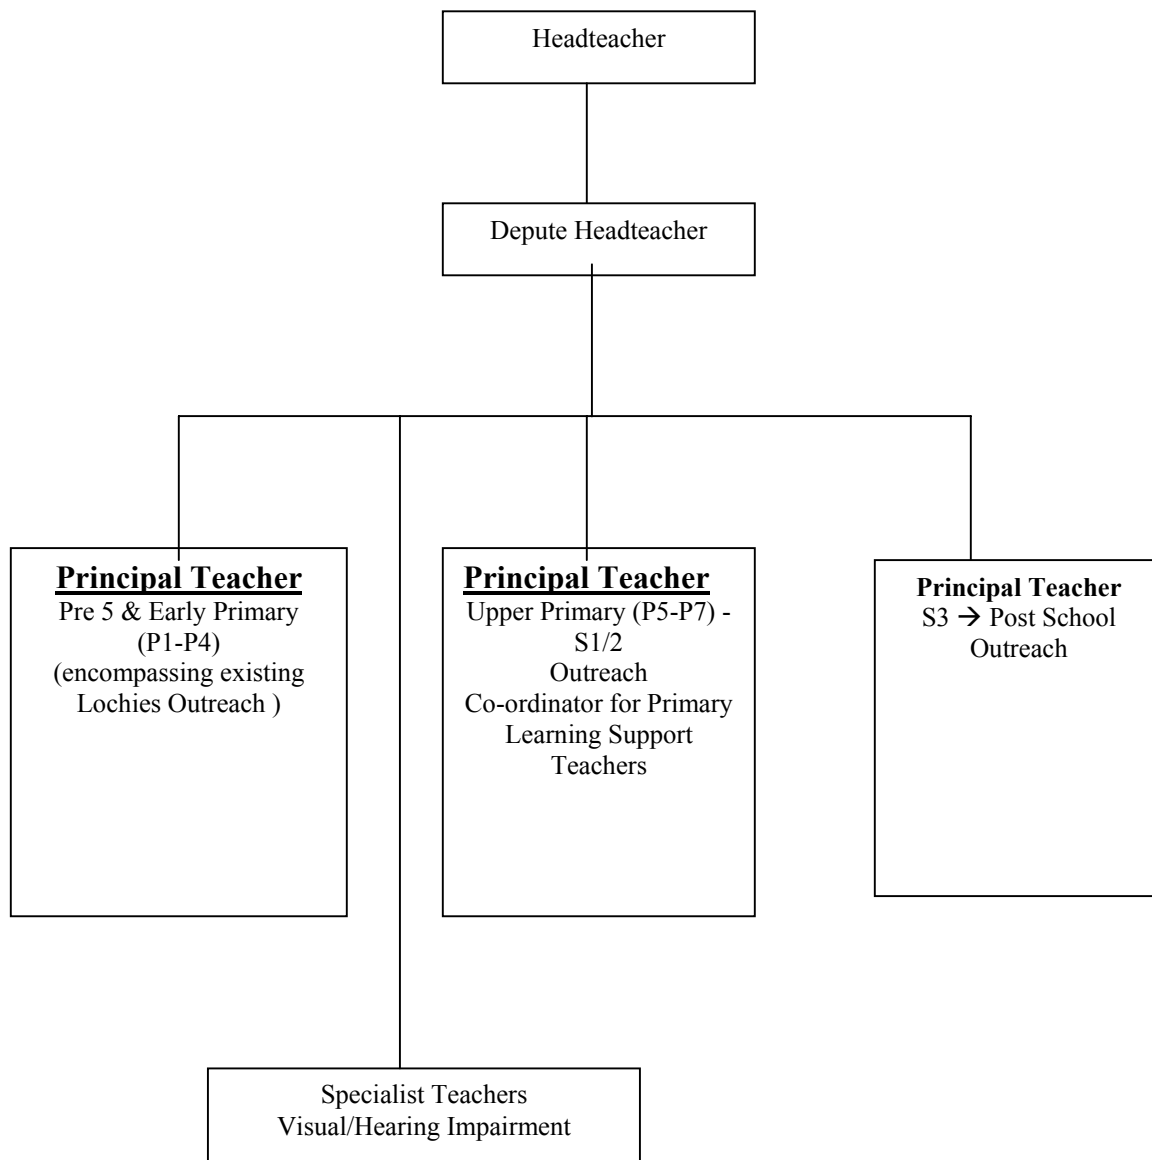 Headteacher
Depute Headteacher
Principal Teacher
Pre 5 & Early Primary
(P1-P4)
(encompassing existing
Lochies Outreach )
Principal Teacher
Upper Primary (P5-P7) -
S1/2
Outreach
Co-ordinator for Primary
Learning Support
Teachers
Principal Teacher
S3 → Post School
Outreach
Specialist Teachers
Visual/Hearing Impairment